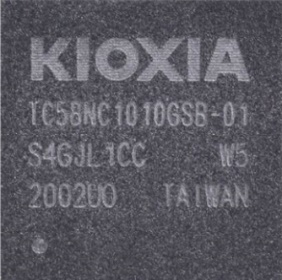 KIOXIA
TC58NC1010GSB-01
S4GJL1CC W5
2002U0 TAIWAN